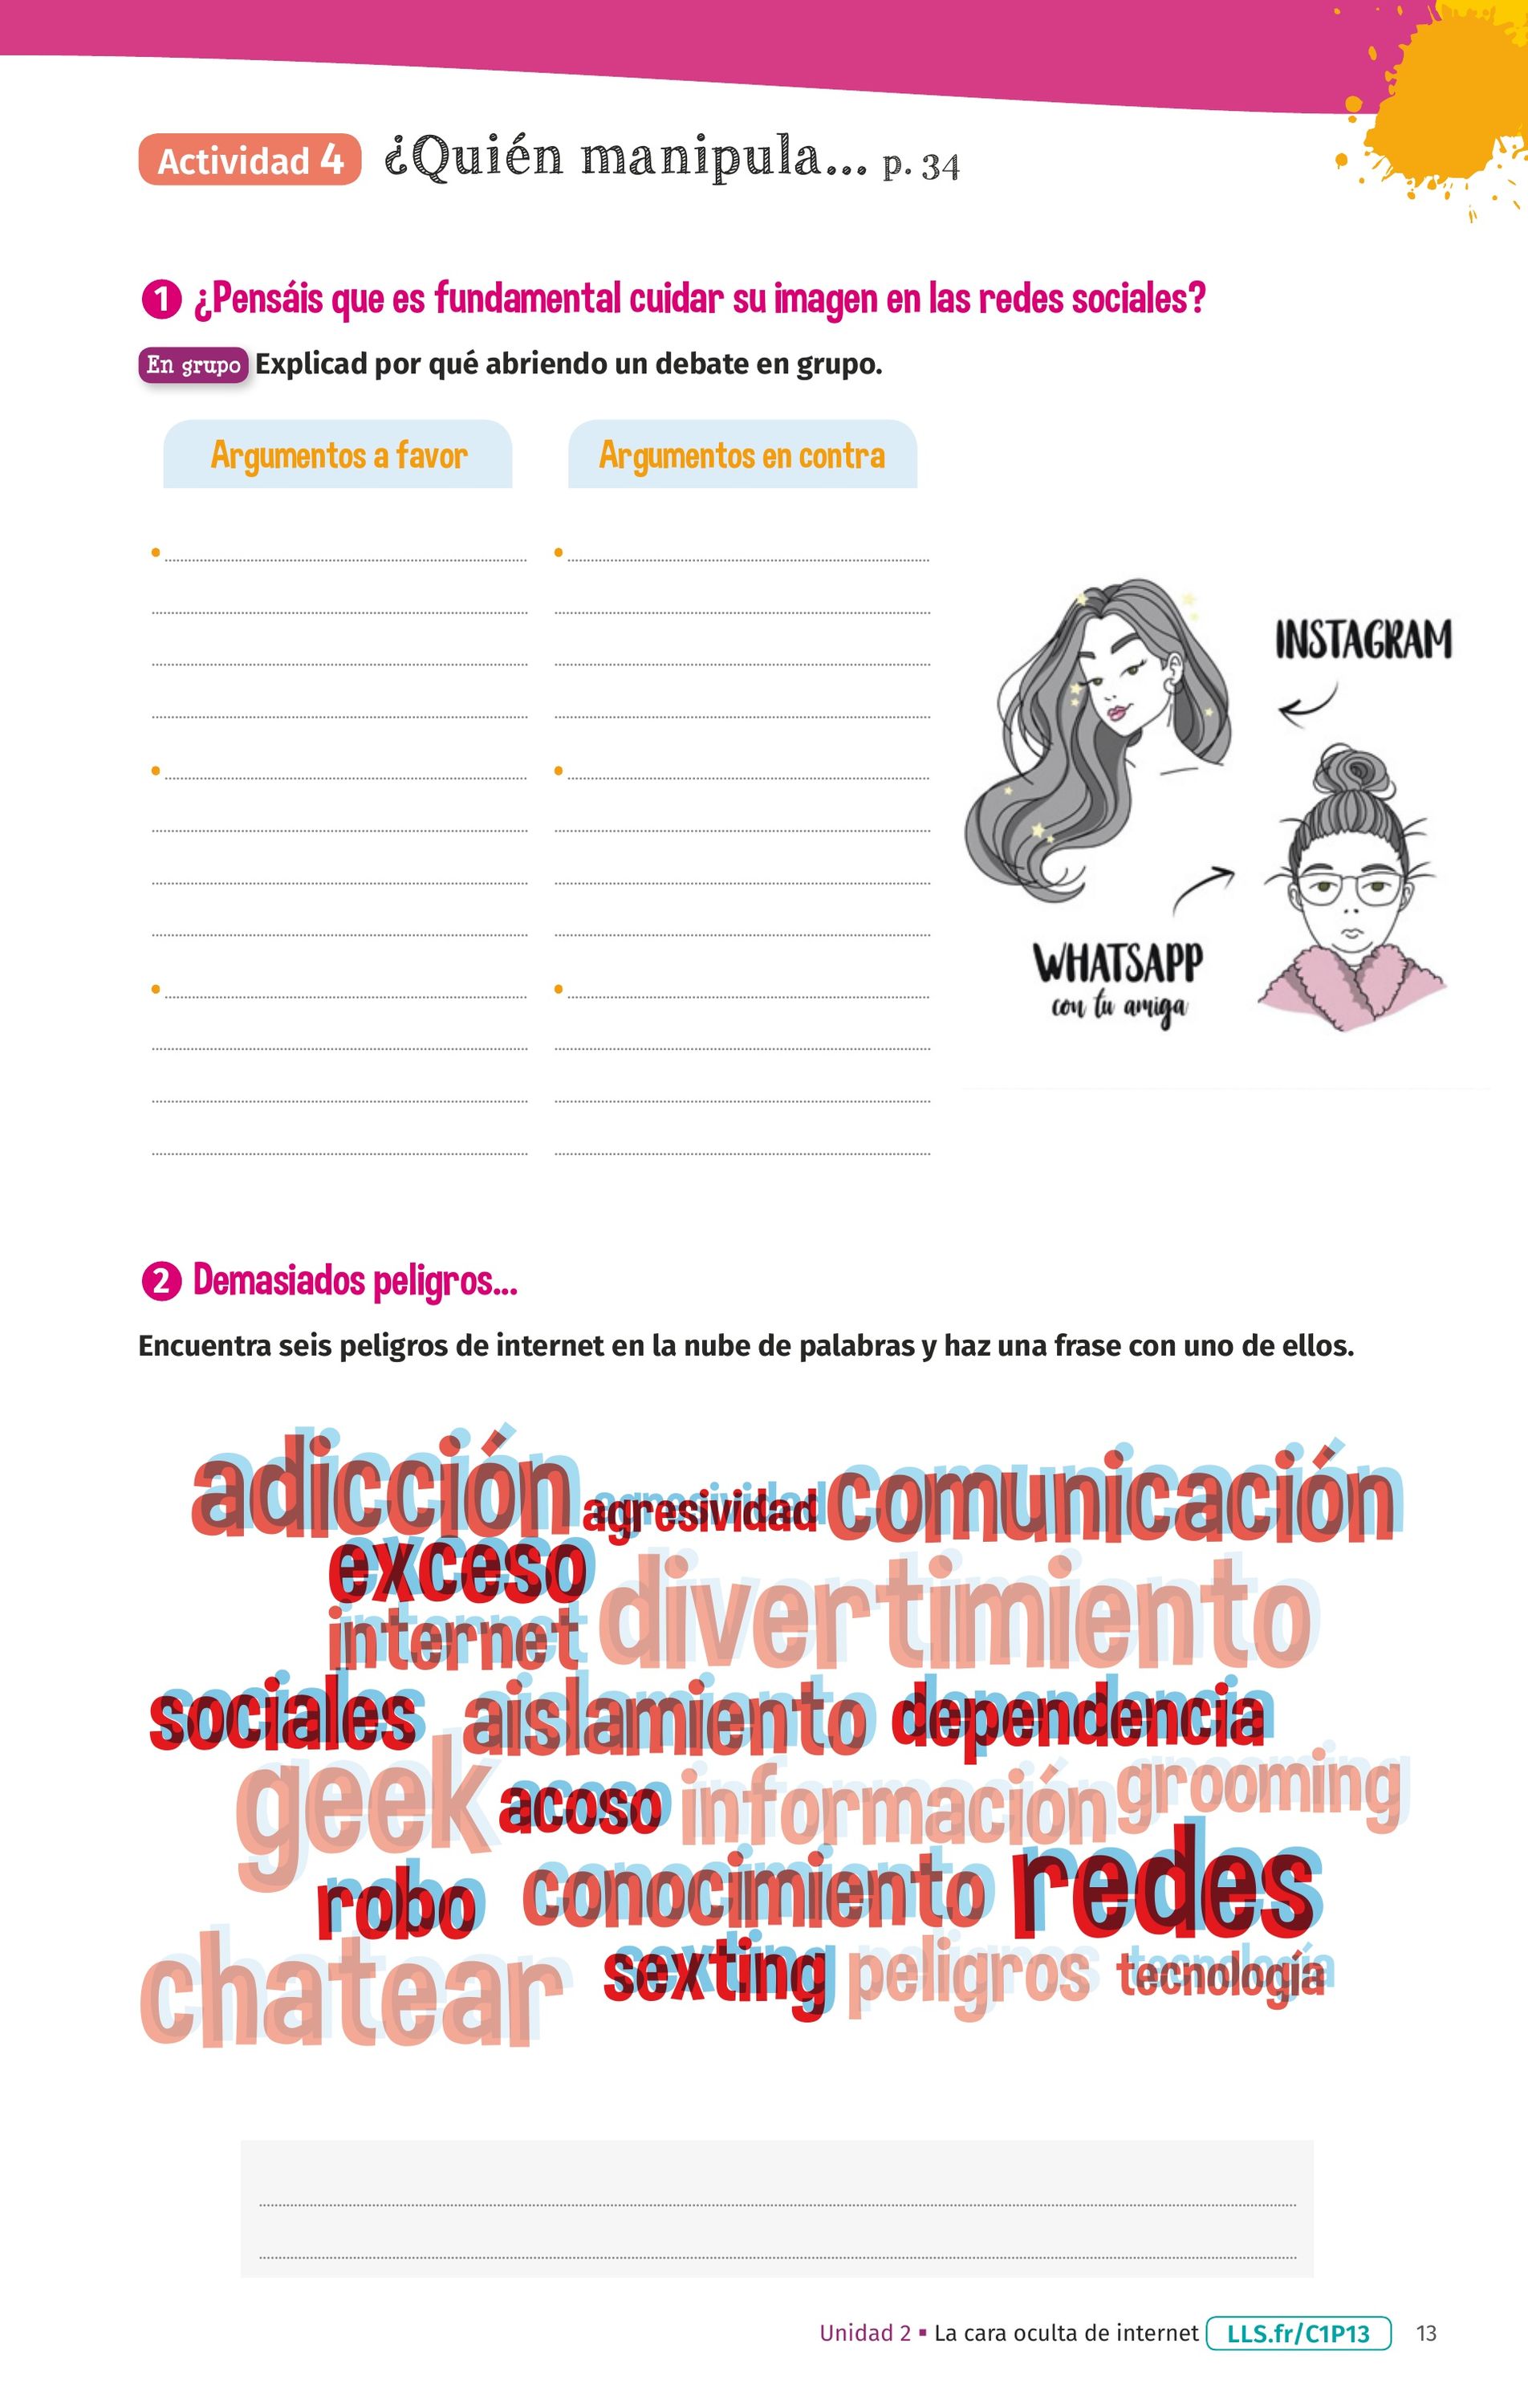 Actividad 4 ¿Quién manipula... p. 34
1 ¿Pensáis que es fundamental cuidar su imagen en las redes sociales?
En grupo Explicad por qué abriendo un debate en grupo.
Argumentos a favor
Argumentos en contra
INSTAGRAM
WHATSAPP
con tu amiga
2 Demasiados peligros...
Encuentra seis peligros de internet en la nube de palabras y haz una frase con uno de ellos.
adicción agresividad comunicación
exceso
internet divertimiento
sociales aislamiento dependencia
geek acoso información grooming
robo conocimiento redes
chatear sexting peligros tecnología
Unidad 2 ▪ La cara oculta de internet LLS.fr/C1P13 13